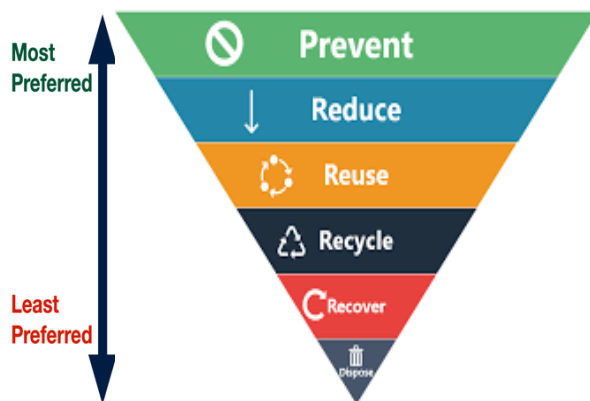 Most
Preferred
Prevent
Reduce
Reuse
Recycle
Recover
Dispose
Least
Preferred